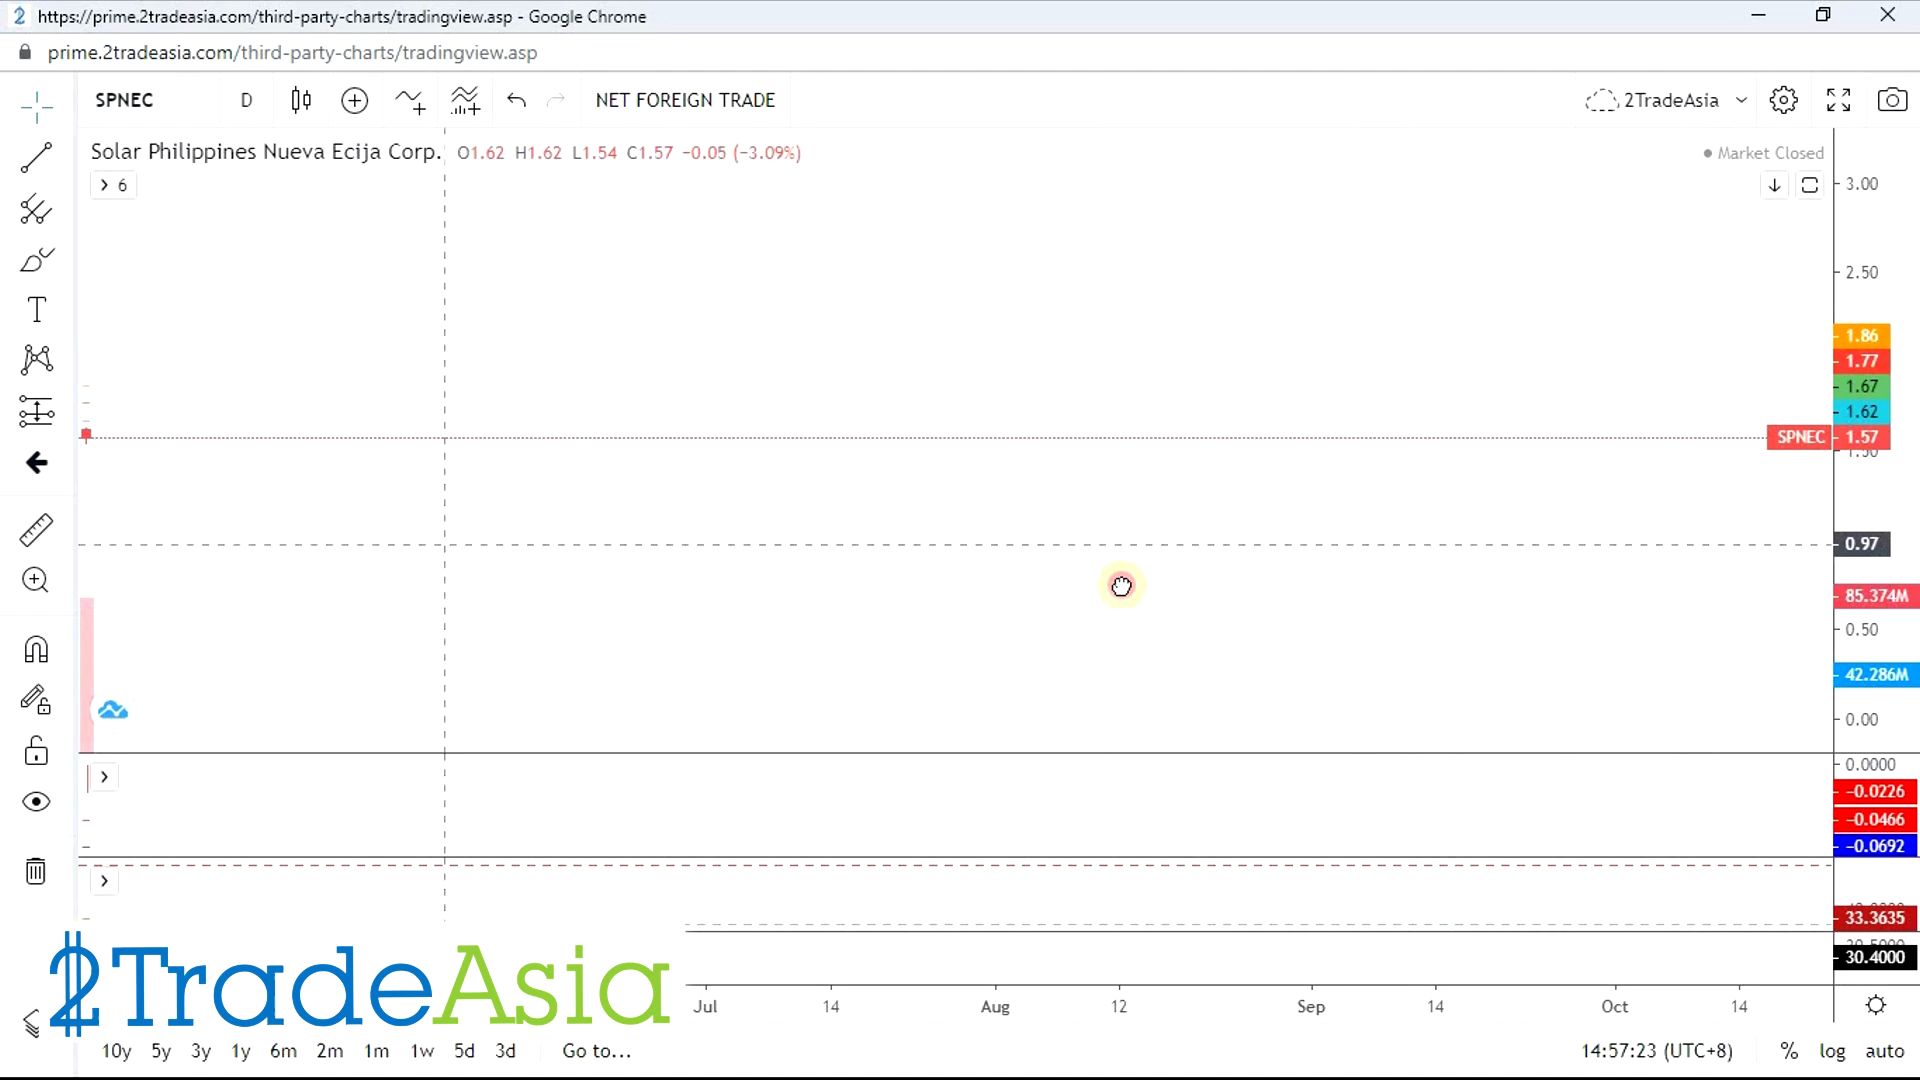 https://prime.2tradeasia.com/third-party-charts/tradingview.asp - Google Chrome
prime.2tradeasia.com/third-party-charts/tradingview.asp
SPNEC D NET FOREIGN TRADE 2TradeAsia
Solar Philippines Nueva Ecija Corp. O1.62 H1.62 L1.54 C1.57 −0.05 (−3.09%)
Market Closed
6
3.00
2.50
1.86
1.77
1.67
1.62
SPNEC 1.57
1.50
0.97
85.374M
0.50
42.286M
0.00
0.0000
−0.0226
−0.0466
−0.0692
33.3635
30.4000
2TradeAsia
Jul 14 Aug 12 Sep 14 Oct 14
10y 5y 3y 1y 6m 2m 1m 1w 5d 3d Go to... 14:57:23 (UTC+8) % log auto